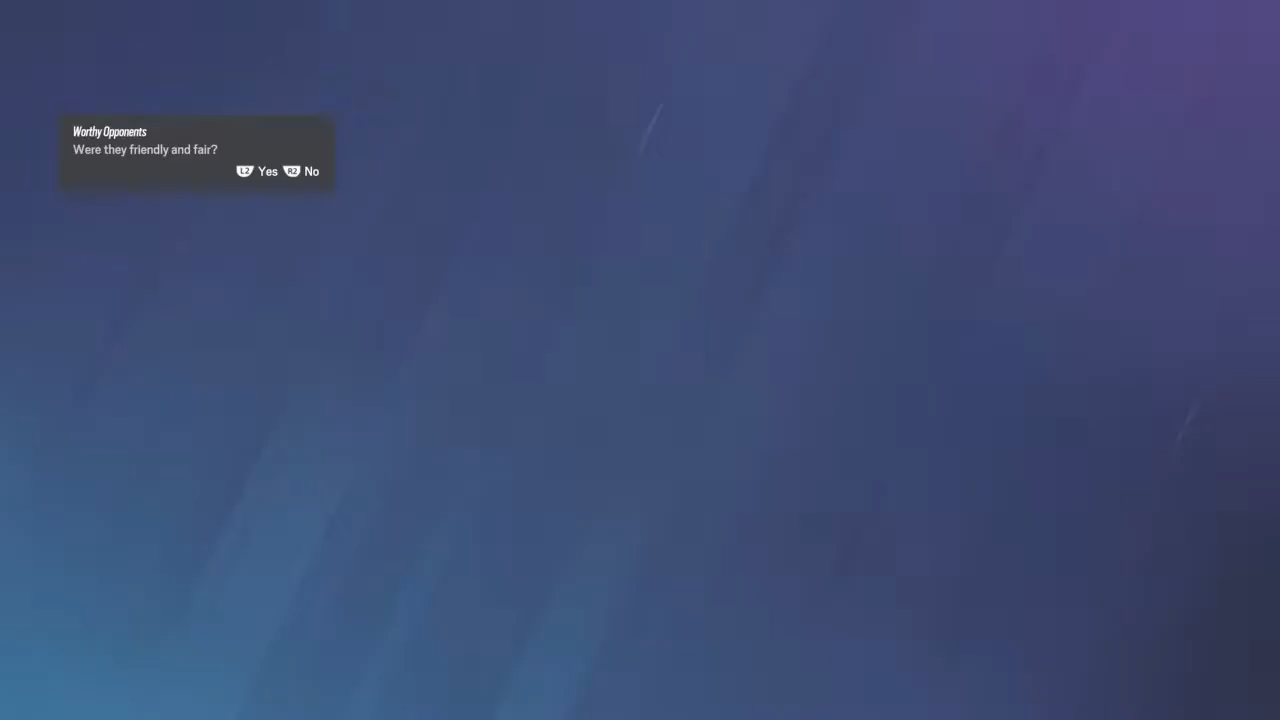 Worthy Opponents
Were they friendly and fair?
L2 Yes R2 No